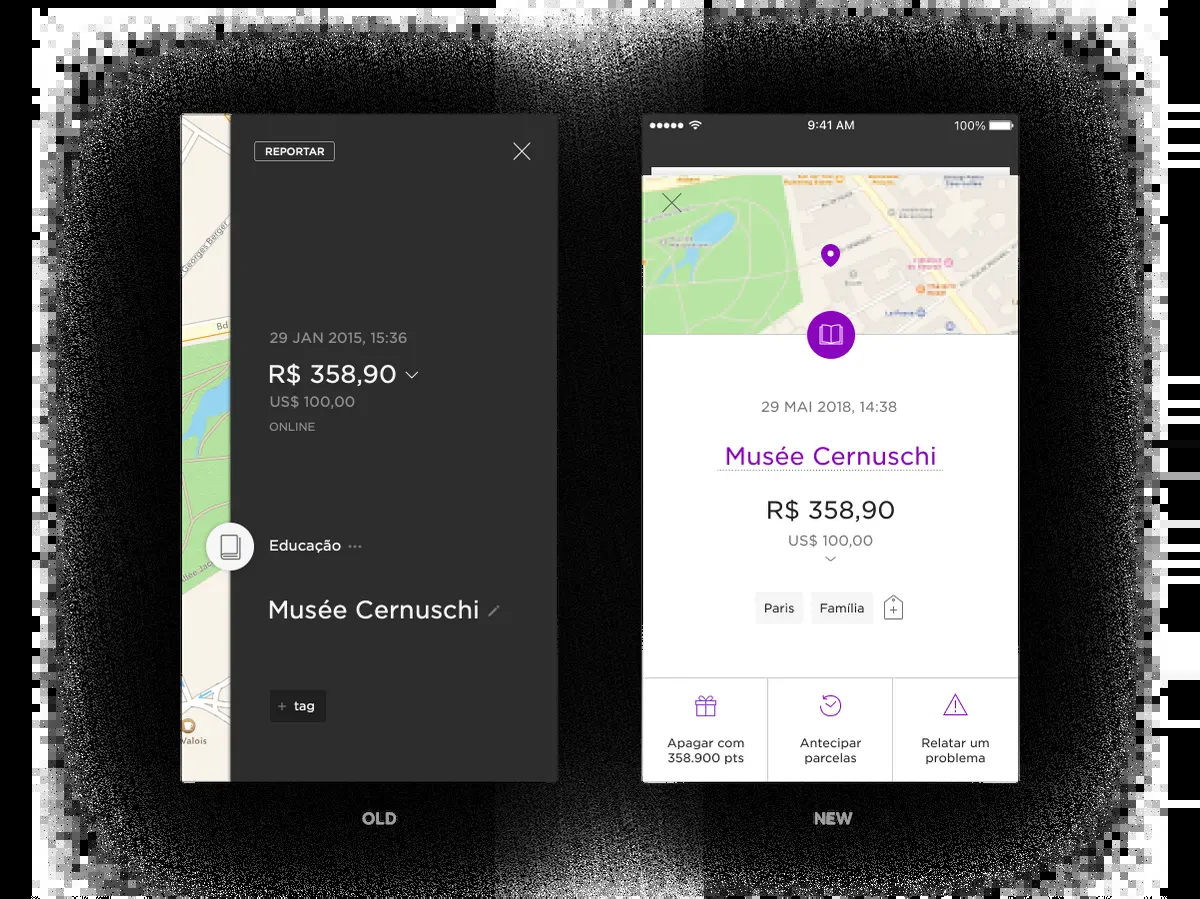 REPORTAR
Georges Berger
Bd
29 JAN 2015, 15:36
R$ 358,90
US$ 100,00
ONLINE
Educação ...
Musée Cernuschi
+ tag
Valois
OLD
9:41 AM
100%
29 MAI 2018, 14:38
Musée Cernuschi
R$ 358,90
US$ 100,00
Paris
Família
Apagar com
358.900 pts
Antecipar
parcelas
Relatar um
problema
NEW